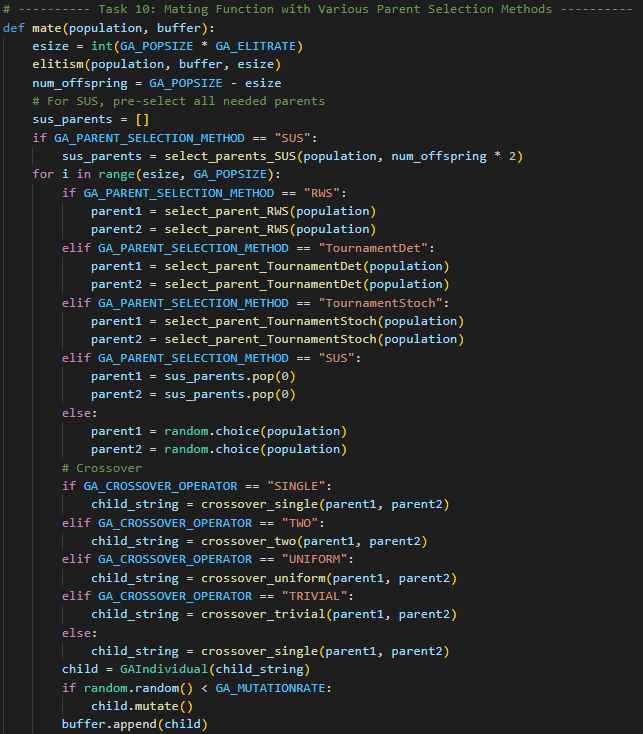 # ---------- Task 10: Mating Function with Various Parent Selection Methods ----------
def mate(population, buffer):
    esize = int(GA_POPSIZE * GA_ELITRATE)
    elitism(population, buffer, esize)
    num_offspring = GA_POPSIZE - esize
    # For SUS, pre-select all needed parents
    sus_parents = []
    if GA_PARENT_SELECTION_METHOD == "SUS":
        sus_parents = select_parents_SUS(population, num_offspring * 2)
    for i in range(esize, GA_POPSIZE):
        if GA_PARENT_SELECTION_METHOD == "RWS":
            parent1 = select_parent_RWS(population)
            parent2 = select_parent_RWS(population)
        elif GA_PARENT_SELECTION_METHOD == "TournamentDet":
            parent1 = select_parent_TournamentDet(population)
            parent2 = select_parent_TournamentDet(population)
        elif GA_PARENT_SELECTION_METHOD == "TournamentStoch":
            parent1 = select_parent_TournamentStoch(population)
            parent2 = select_parent_TournamentStoch(population)
        elif GA_PARENT_SELECTION_METHOD == "SUS":
            parent1 = sus_parents.pop(0)
            parent2 = sus_parents.pop(0)
        else:
            parent1 = random.choice(population)
            parent2 = random.choice(population)
        # Crossover
        if GA_CROSSOVER_OPERATOR == "SINGLE":
            child_string = crossover_single(parent1, parent2)
        elif GA_CROSSOVER_OPERATOR == "TWO":
            child_string = crossover_two(parent1, parent2)
        elif GA_CROSSOVER_OPERATOR == "UNIFORM":
            child_string = crossover_uniform(parent1, parent2)
        elif GA_CROSSOVER_OPERATOR == "TRIVIAL":
            child_string = crossover_trivial(parent1, parent2)
        else:
            child_string = crossover_single(parent1, parent2)
        child = GAIndividual(child_string)
        if random.random() < GA_MUTATIONRATE:
            child.mutate()
        buffer.append(child)